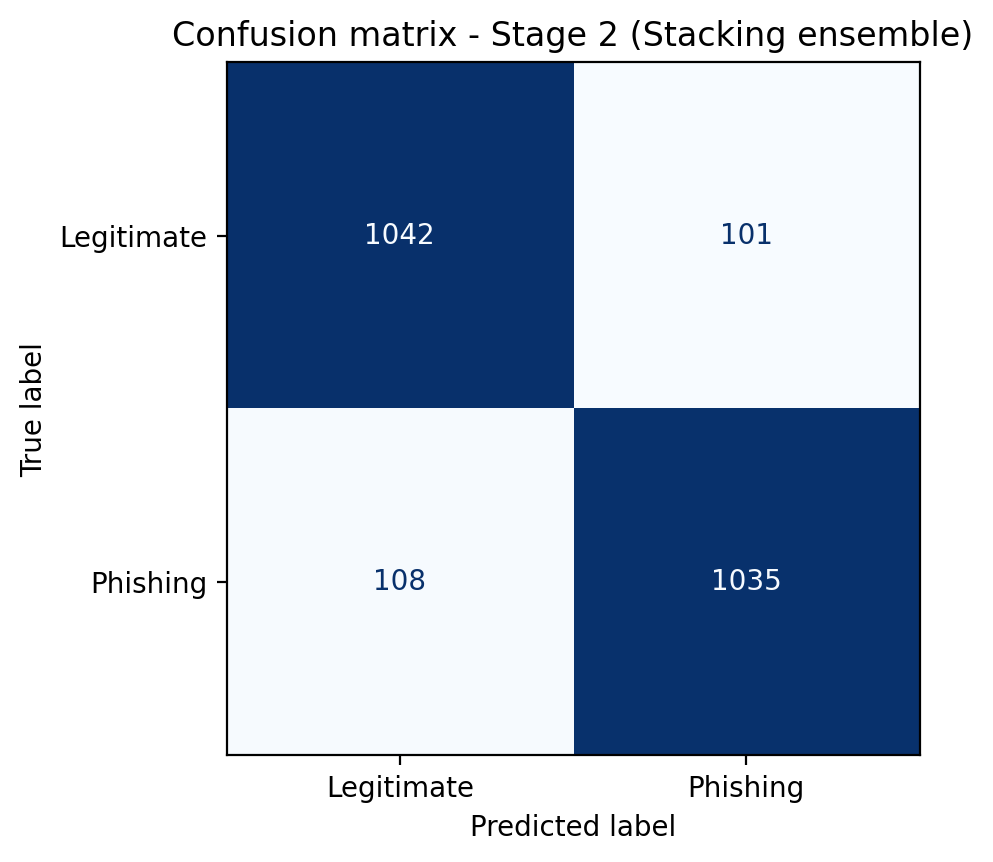 Confusion matrix - Stage 2 (Stacking ensemble)
Legitimate
1042
101
True label
Phishing
108
1035
Legitimate
Phishing
Predicted label